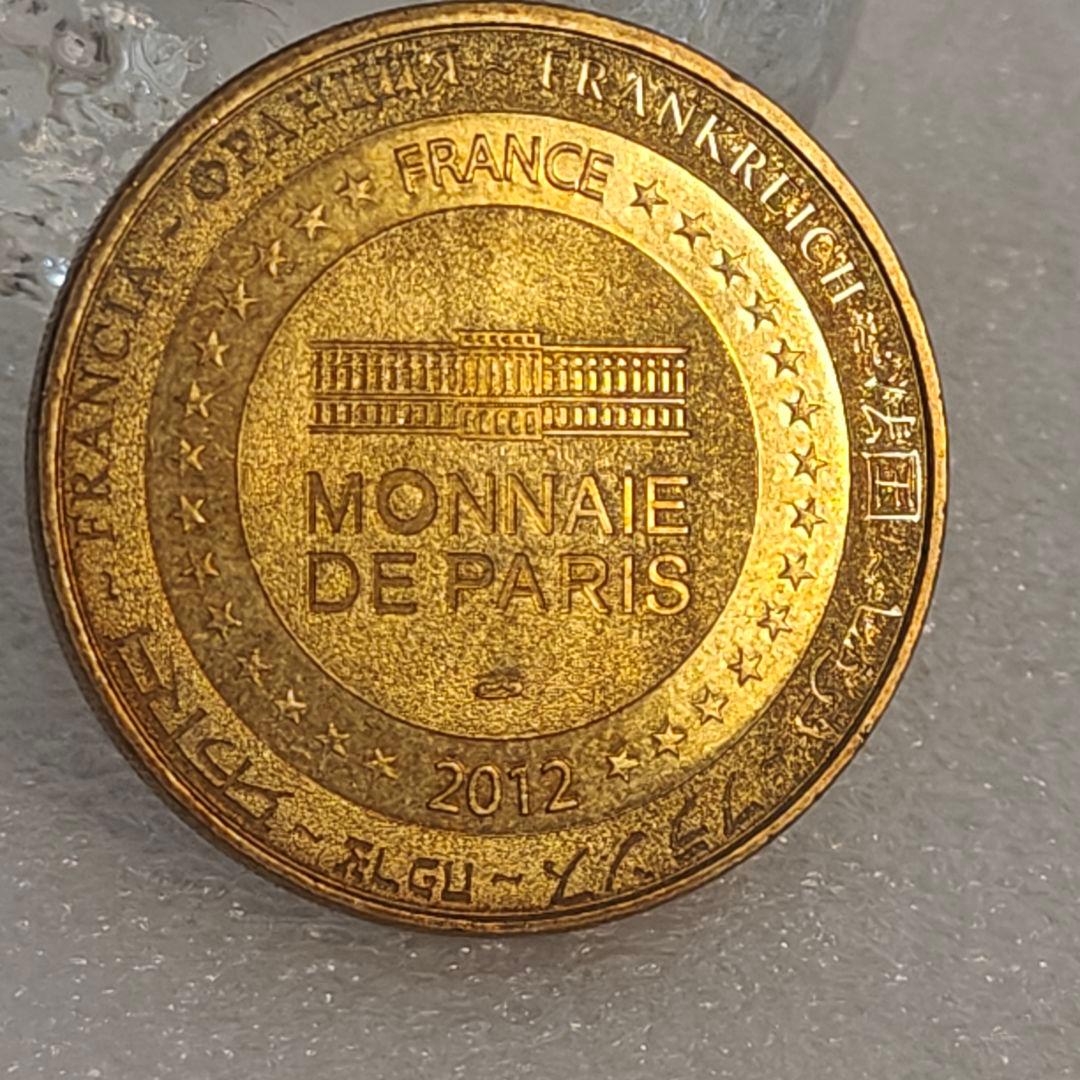 FRANCE
MONNAIE
DE PARIS
2012
FRANCIA ~ ФРАНЦИЯ ~ FRANKREICH ~ 法国 ~